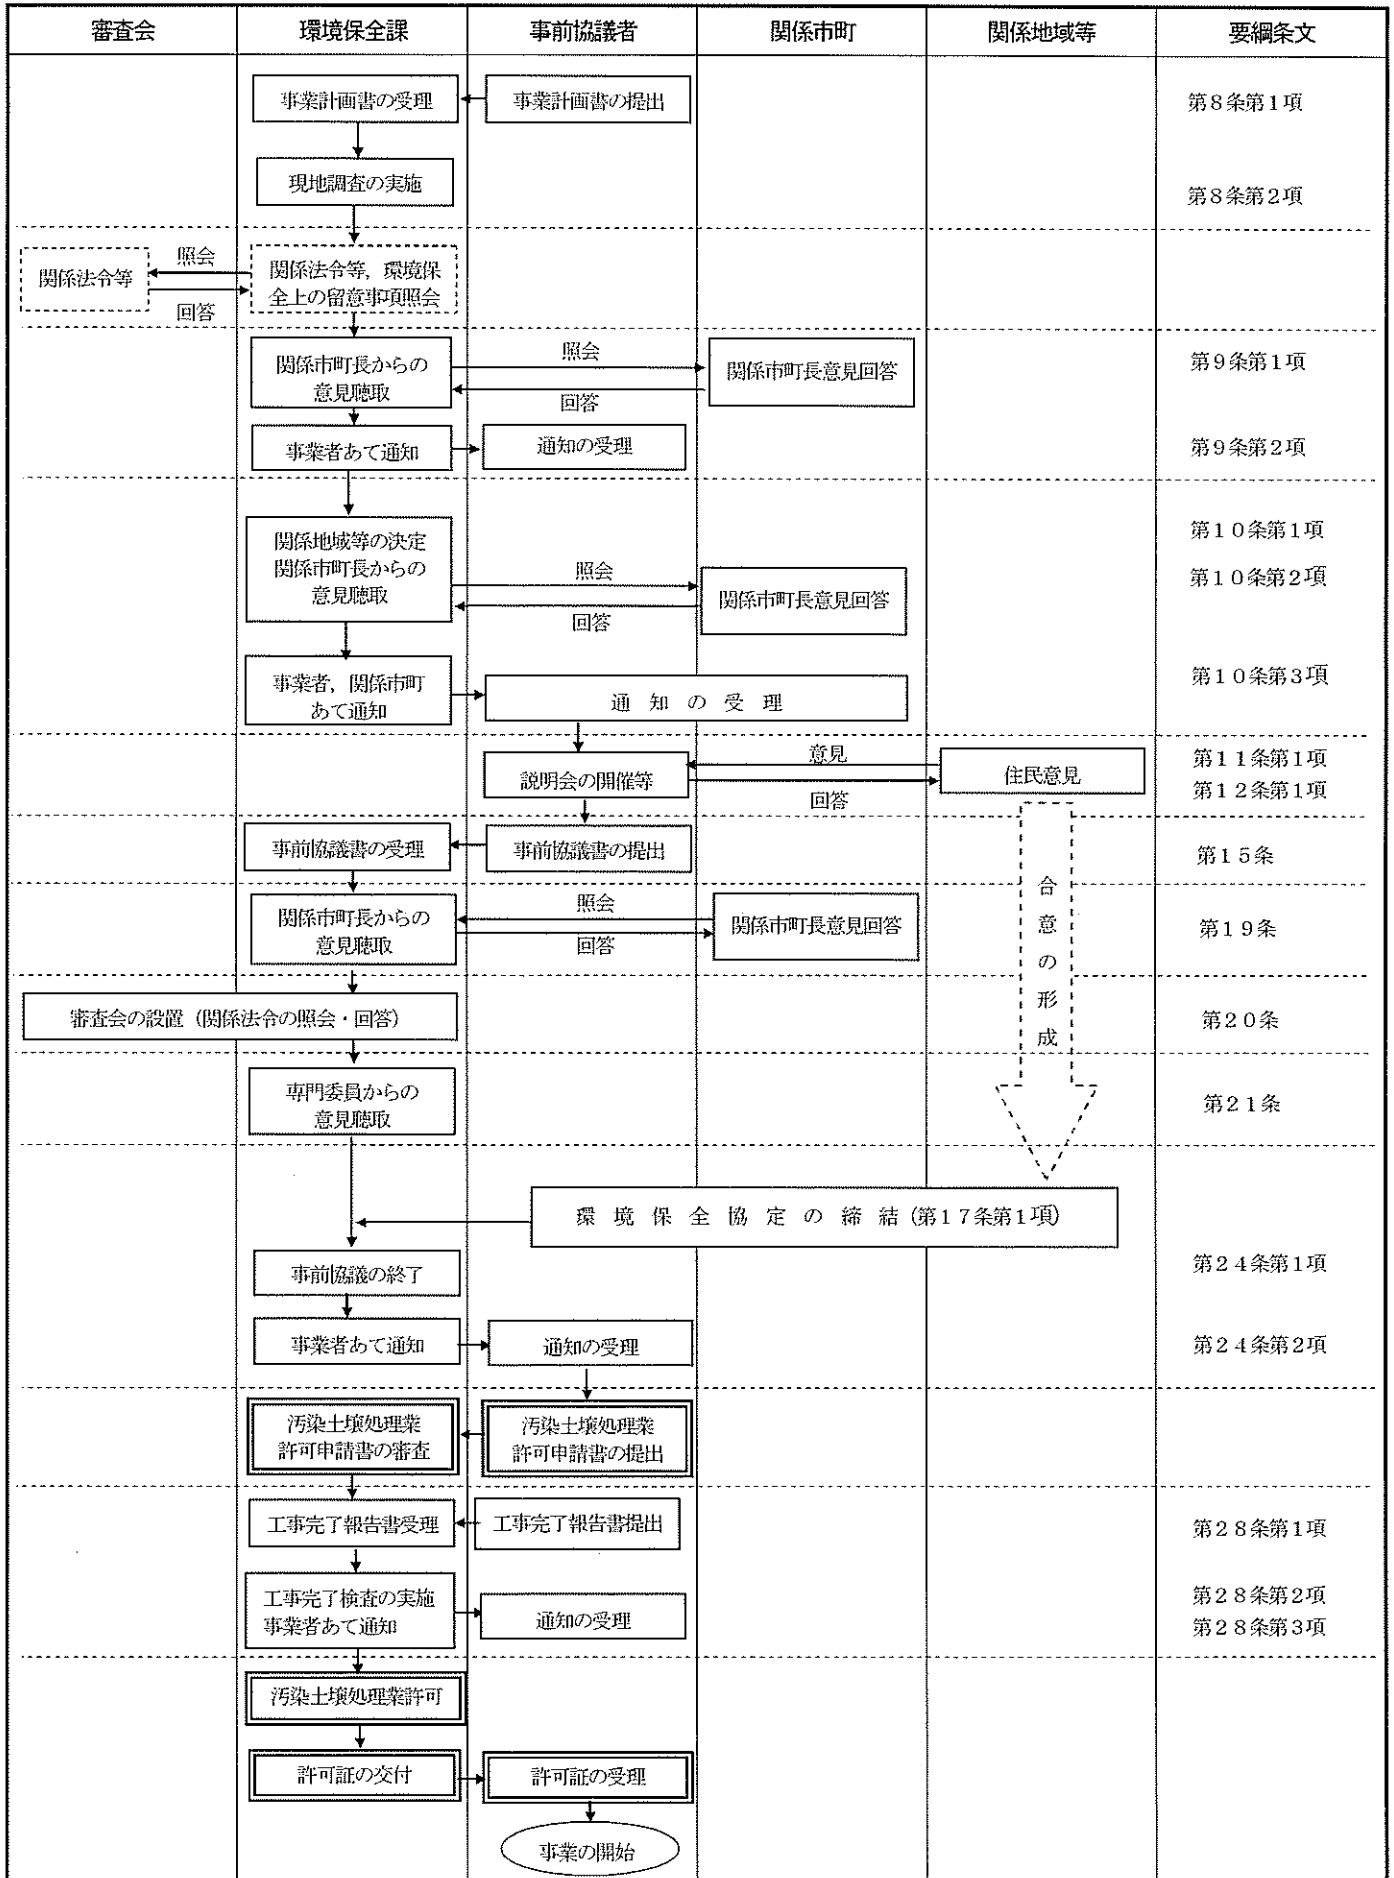 審査会
環境保全課
事前協議者
関係市町
関係地域等
要綱条文
事業計画書の受理
事業計画書の提出
第8条第1項
現地調査の実施
第8条第2項
関係法令等
照会
回答
関係法令等，環境保
全上の留意事項照会
関係市町長からの
意見聴取
照会
回答
関係市町長意見回答
第9条第1項
事業者あて通知
通知の受理
第9条第2項
関係地域等の決定
関係市町長からの
意見聴取
照会
回答
関係市町長意見回答
第10条第1項
第10条第2項
事業者，関係市町
あて通知
通知の受理
第10条第3項
説明会の開催等
意見
回答
住民意見
第11条第1項
第12条第1項
事前協議書の受理
事前協議書の提出
第15条
合意の形成
関係市町長からの
意見聴取
照会
回答
関係市町長意見回答
第19条
審査会の設置（関係法令の照会・回答）
第20条
専門委員からの
意見聴取
第21条
環境保全協定の締結（第17条第1項）
事前協議の終了
第24条第1項
事業者あて通知
通知の受理
第24条第2項
汚染土壌処理業
許可申請書の審査
汚染土壌処理業
許可申請書の提出
工事完了報告書受理
工事完了報告書提出
第28条第1項
工事完了検査の実施
事業者あて通知
通知の受理
第28条第2項
第28条第3項
汚染土壌処理業許可
許可証の交付
許可証の受理
事業の開始